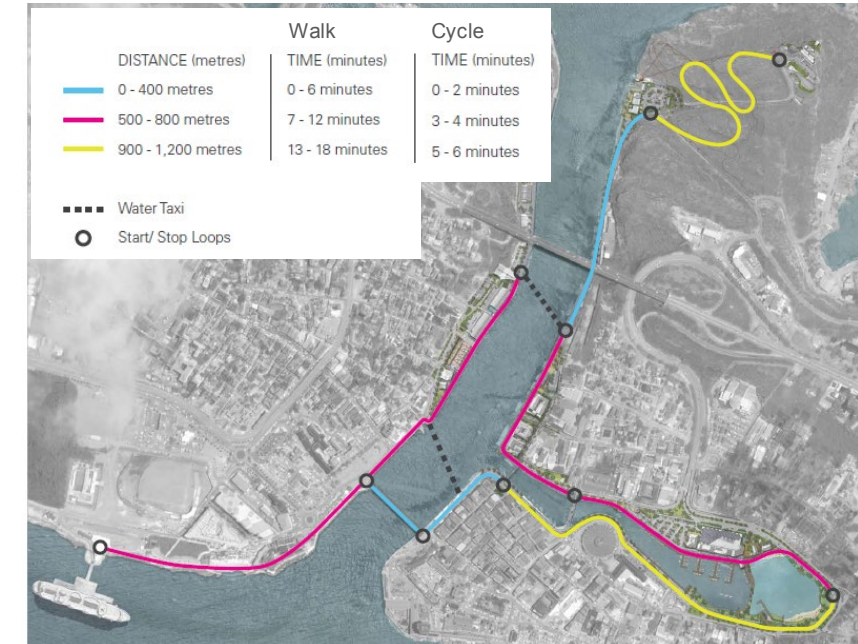 Walk Cycle
DISTANCE (metres) TIME (minutes) TIME (minutes)
0 - 400 metres 0 - 6 minutes 0 - 2 minutes
500 - 800 metres 7 - 12 minutes 3 - 4 minutes
900 - 1,200 metres 13 - 18 minutes 5 - 6 minutes
Water Taxi
Start/ Stop Loops